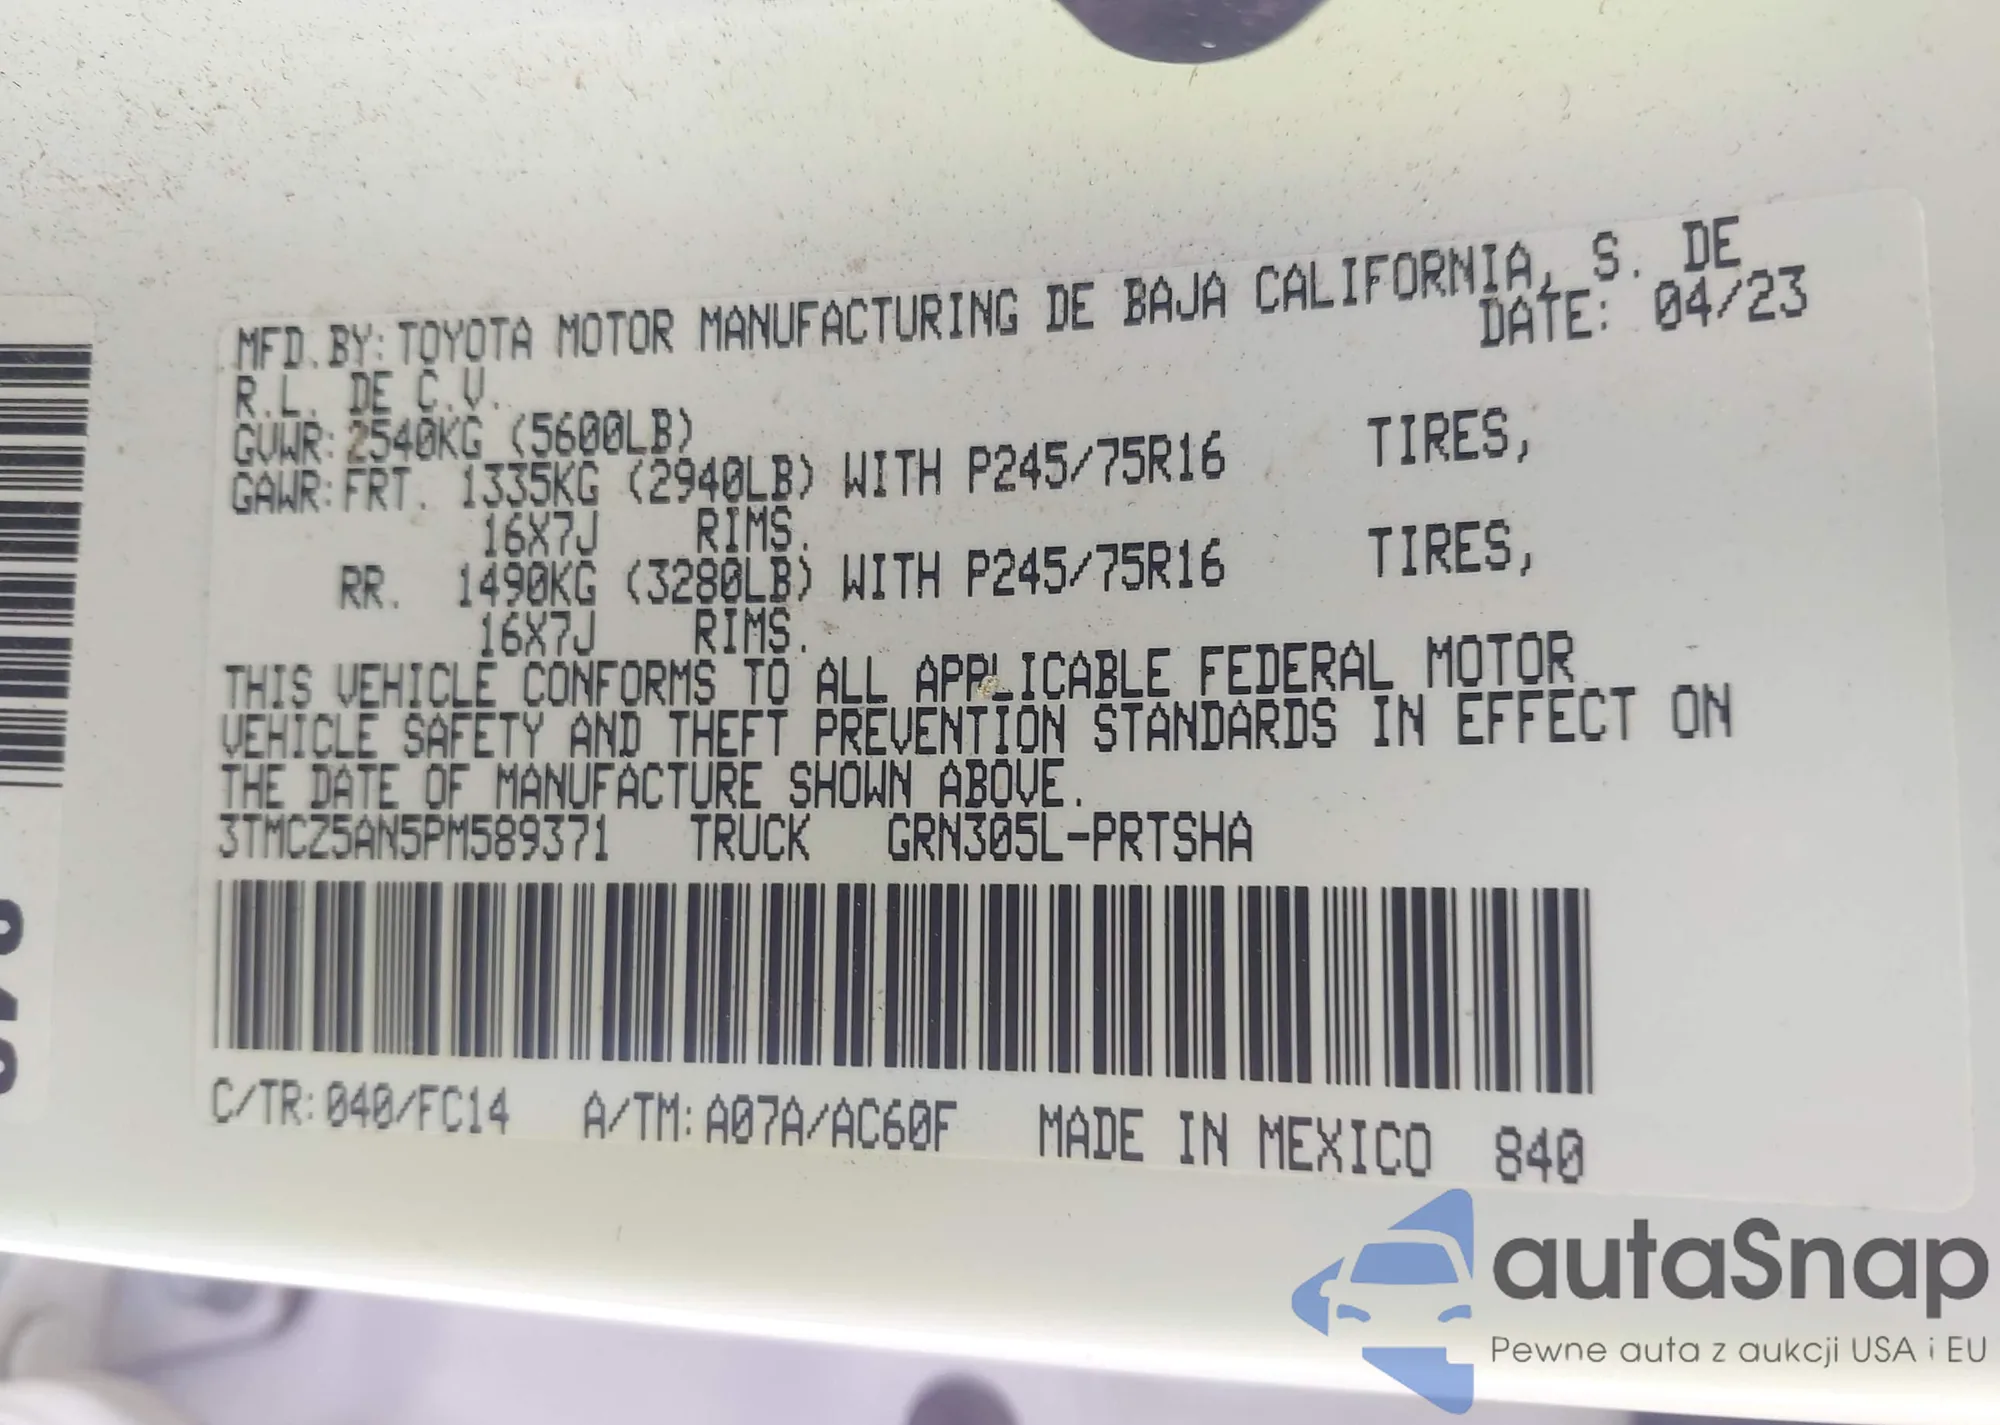 MFD.BY:TOYOTA MOTOR MANUFACTURING DE BAJA CALIFORNIA, S. DE
R.L. DE C.V. DATE: 04/23
GVWR:2540KG (5600LB)
GAWR:FRT. 1335KG (2940LB) WITH P245/75R16 TIRES,
16X7J RIMS.
RR. 1490KG (3280LB) WITH P245/75R16 TIRES,
16X7J RIMS.
THIS VEHICLE CONFORMS TO ALL APPLICABLE FEDERAL MOTOR
VEHICLE SAFETY AND THEFT PREVENTION STANDARDS IN EFFECT ON
THE DATE OF MANUFACTURE SHOWN ABOVE.
3TMCZ5AN5PM589371 TRUCK GRN305L-PRTSHA
C/TR:040/FC14 A/TM:A07A/AC60F MADE IN MEXICO 840
autaSnap
Pewne auta z aukcji USA i EU